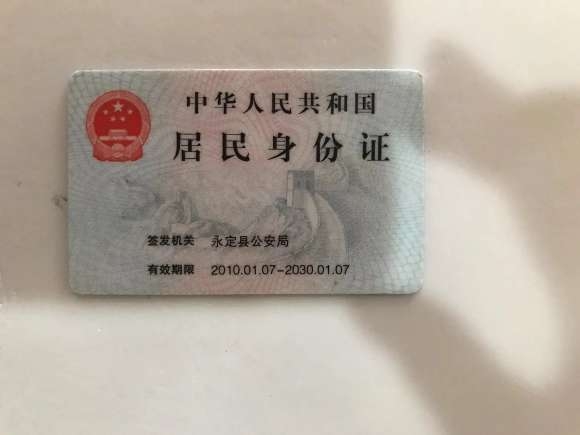 中华人民共和国
居民身份证
签发机关 永定县公安局
有效期限 2010.01.07-2030.01.07